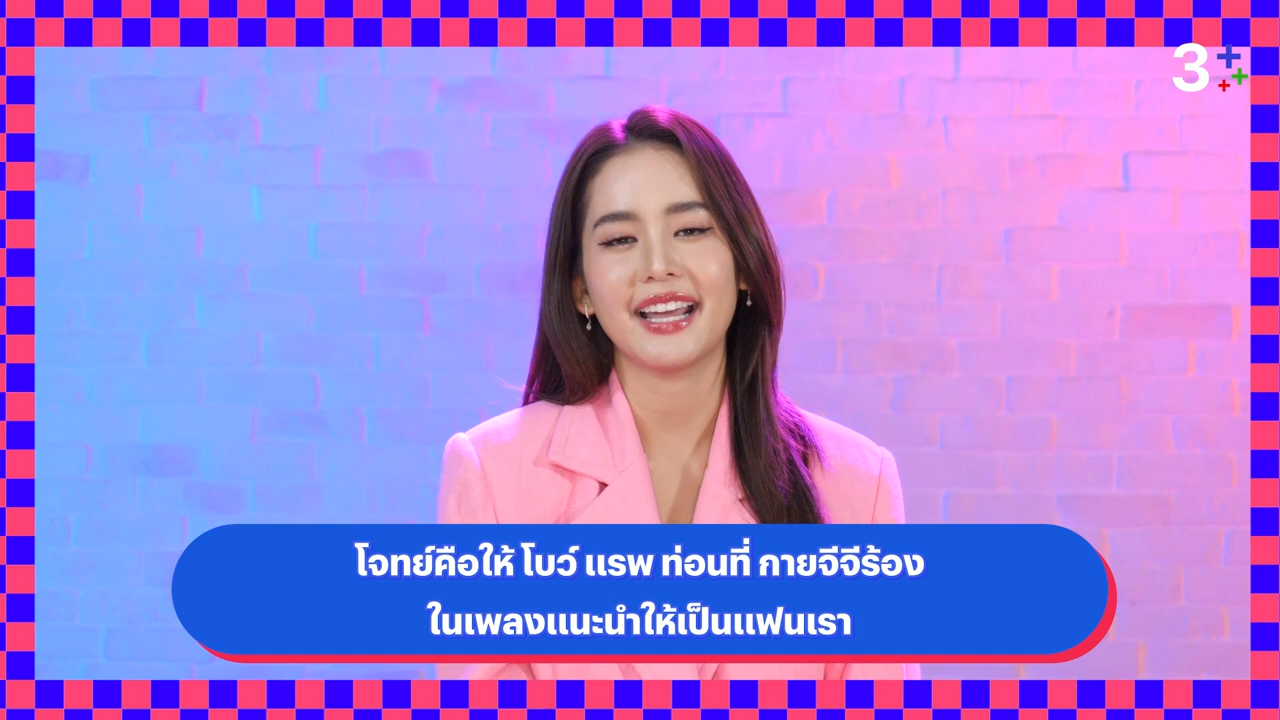 3
โจทย์คือให้ โบว์ แรพ ท่อนที่ กายจีจีร้อง
ในเพลงแนะนำให้เป็นแฟนเรา